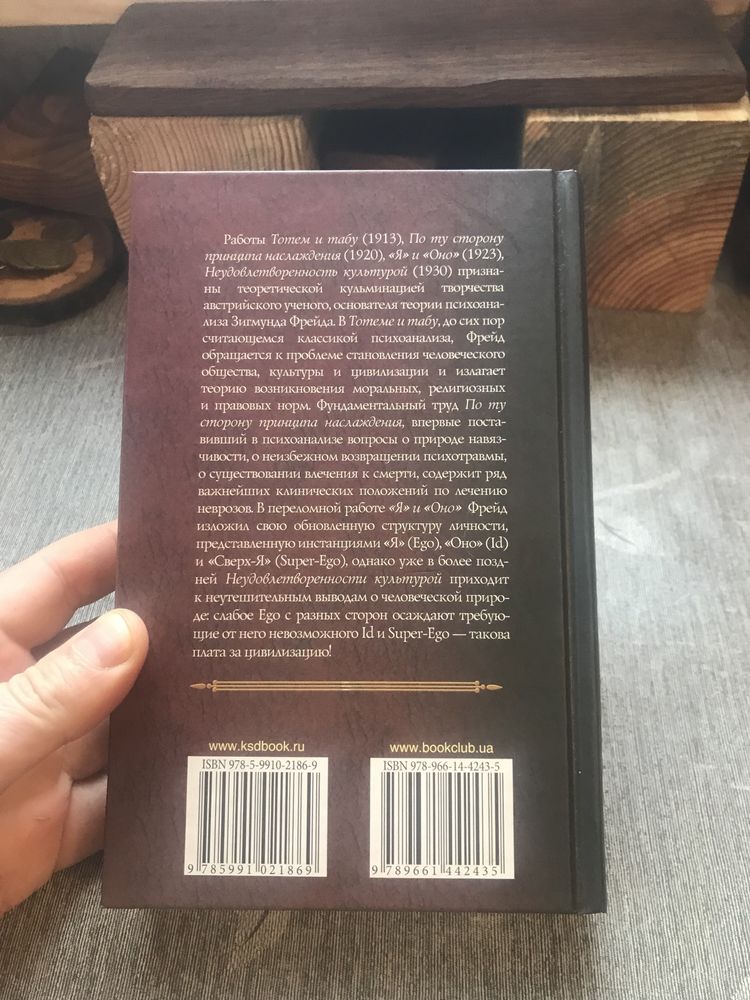 Работы Тотем и табу (1913), По ту сторону
принципа наслаждения (1920), «Я» и «Оно» (1923),
Неудовлетворенность культурой (1930) призна-
ны теоретической кульминацией творчества
австрийского ученого, основателя теории психоана-
лиза Зигмунда Фрейда. В Тотеме и табу, до сих пор
считающемся классикой психоанализа, Фрейд
обращается к проблеме становления человеческого
общества, культуры и цивилизации и излагает
теорию возникновения моральных, религиозных
и правовых норм. Фундаментальный труд По ту
сторону принципа наслаждения, впервые поста-
вивший в психоанализе вопросы о природе навяз-
чивости, о неизбежном возвращении психотравмы,
о существовании влечения к смерти, содержит ряд
важнейших клинических положений по лечению
неврозов. В переломной работе «Я» и «Оно» Фрейд
изложил свою обновленную структуру личности,
представленную инстанциями «Я» (Ego), «Оно» (Id)
и «Сверх-Я» (Super-Ego), однако уже в более позд-
ней Неудовлетворенности культурой приходит
к неутешительным выводам о человеческой приро-
де: слабое Ego с разных сторон осаждают требую-
щие от него невозможного Id и Super-Ego — такова
плата за цивилизацию!
www.ksdbook.ru
ISBN 978-5-9910-2186-9
9 785991 021869
www.bookclub.ua
ISBN 978-966-14-4243-5
9 789661 442435